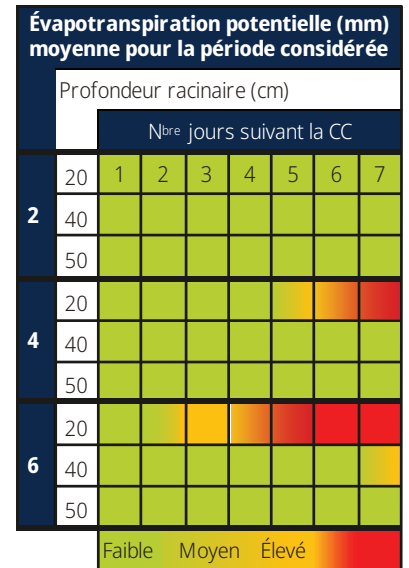 Évapotranspiration potentielle (mm)
moyenne pour la période considérée
Profondeur racinaire (cm)
Nbre jours suivant la CC
20 1 2 3 4 5 6 7
2 40
50
20
4 40
50
20
6 40
50
Faible Moyen Élevé